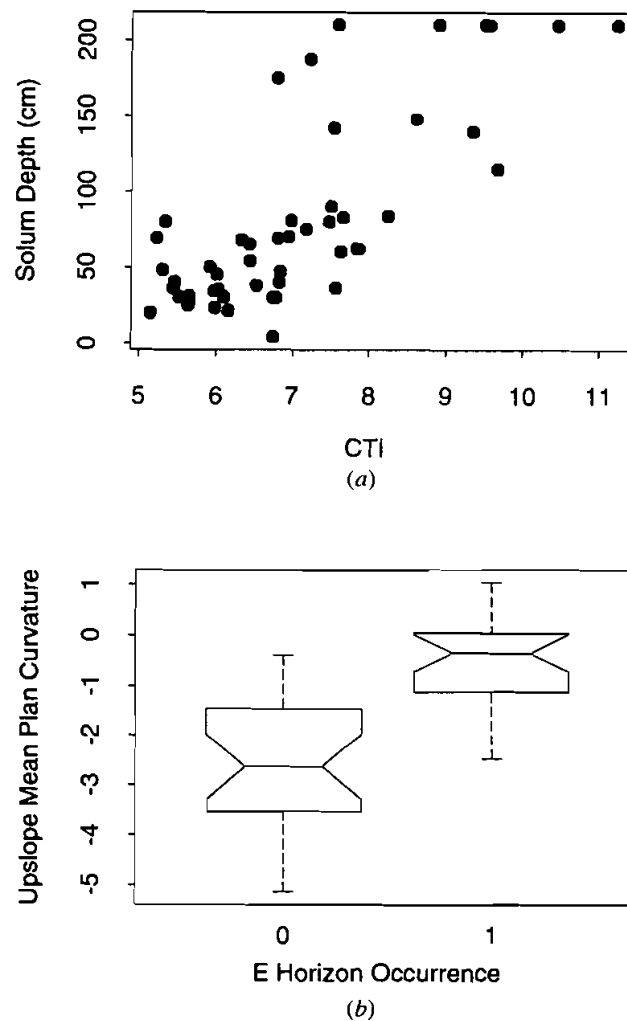 Solum Depth (cm)
200
150
100
50
0
5 6 7 8 9 10 11
CTI
(a)
Upslope Mean Plan Curvature
1
0
-1
-2
-3
-4
-5
0 1
E Horizon Occurrence
(b)